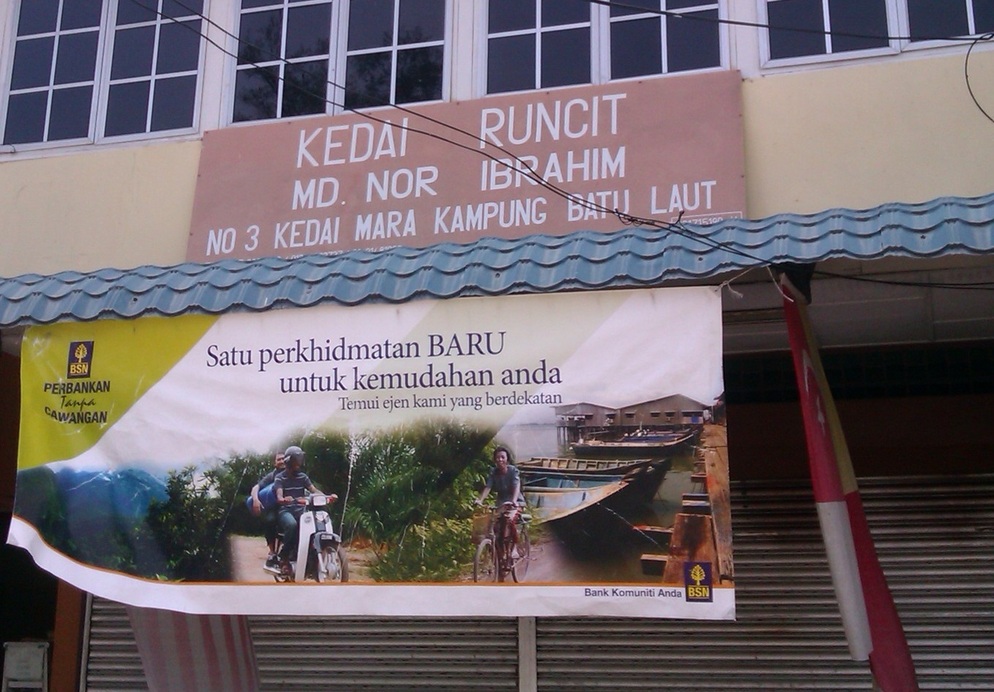 KEDAI RUNCIT
MD. NOR IBRAHIM
NO 3 KEDAI MARA KAMPUNG BATU LAUT
BSN
PERBANKAN
Tanpa
CAWANGAN
Satu perkhidmatan BARU
untuk kemudahan anda
Temui ejen kami yang berdekatan
Bank Komuniti Anda BSN